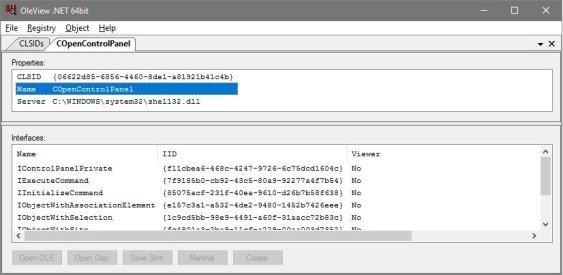 OleView .NET 64bit
File Registry Object Help
CLSIDs COpenControlPanel
Properties:
CLSID {06622d85-6856-4460-8de1-a81921b41c4b}
Name COpenControlPanel
Server C:\WINDOWS\system32\shell32.dll
Interfaces:
Name IID Viewer
IControlPanelPrivate {f11cbea6-468c-4247-9726-6c75dcd1604c} No
IExecuteCommand {7f9185b0-cb92-43c5-80a9-92277a4f7b54} No
IInitializeCommand {85075acf-231f-40ea-9610-d26b7b58f638} No
IObjectWithAssociationElement {e157c3a1-a532-4de2-9480-1452b7426eee} No
IObjectWithSelection {1c9cd5bb-98e9-4491-a60f-31aacc72b83c} No
IObjectWithSite No
Open OLE Open Disp Save Stm Marshal Create